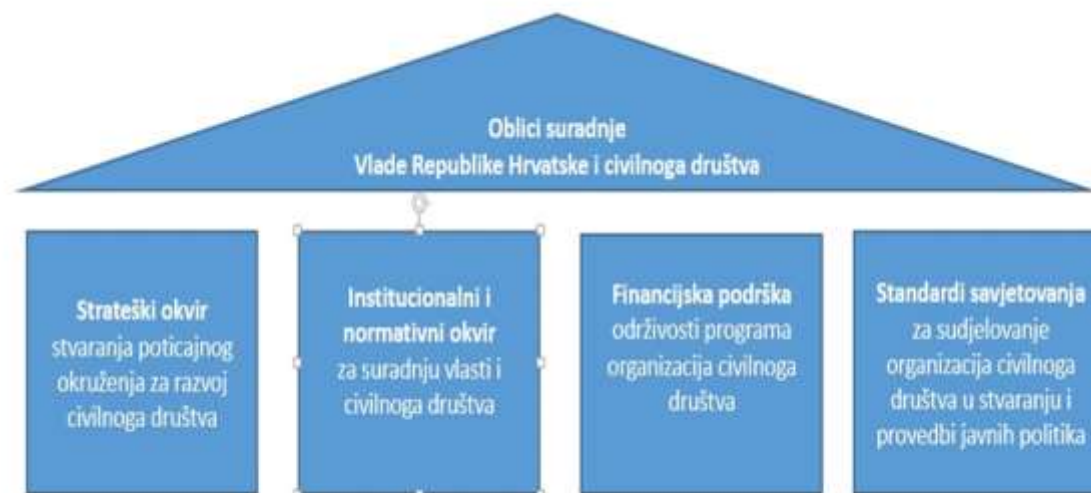 Oblici suradnje
Vlade Republike Hrvatske i civilnoga društva
Strateški okvir
stvaranja poticajnog
okruženja za razvoj
civilnoga društva
Institucionalni i
normativni okvir
za suradnju vlasti i
civilnoga društva
Financijska podrška
održivosti programa
organizacija civilnoga
društva
Standardi savjetovanja
za sudjelovanje
organizacija civilnoga
društva u stvaranju i
provedbi javnih politika